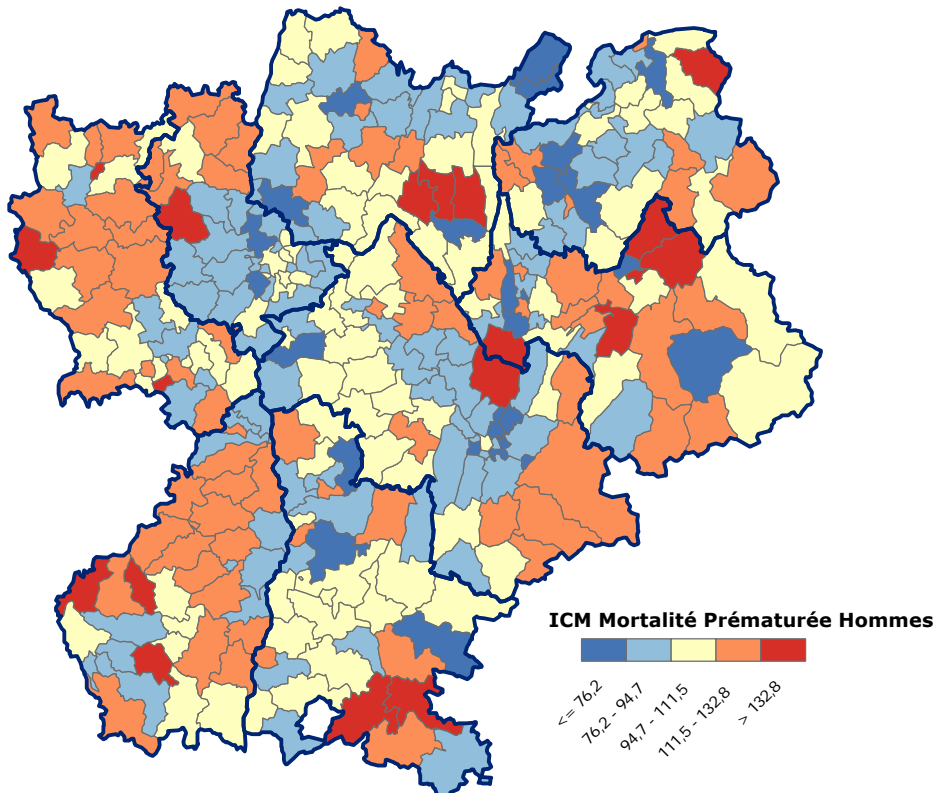 ICM Mortalité Prématurée Hommes
<= 76,2
76,2 - 94,7
94,7 - 111,5
111,5 - 132,8
> 132,8